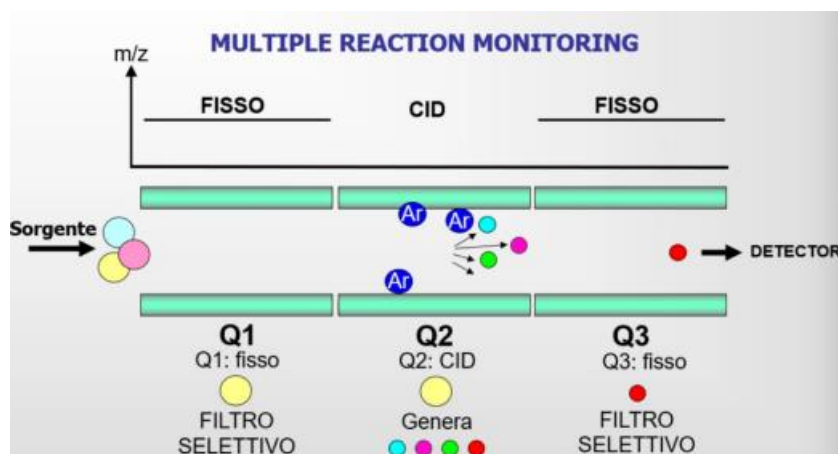 MULTIPLE REACTION MONITORING
m/z
FISSO
CID
FISSO
Ar
Ar
Sorgente
DETECTOR
Ar
Q1
Q2
Q3
Q1: fisso
Q2: CID
Q3: fisso
FILTRO
SELETTIVO
Genera
FILTRO
SELETTIVO